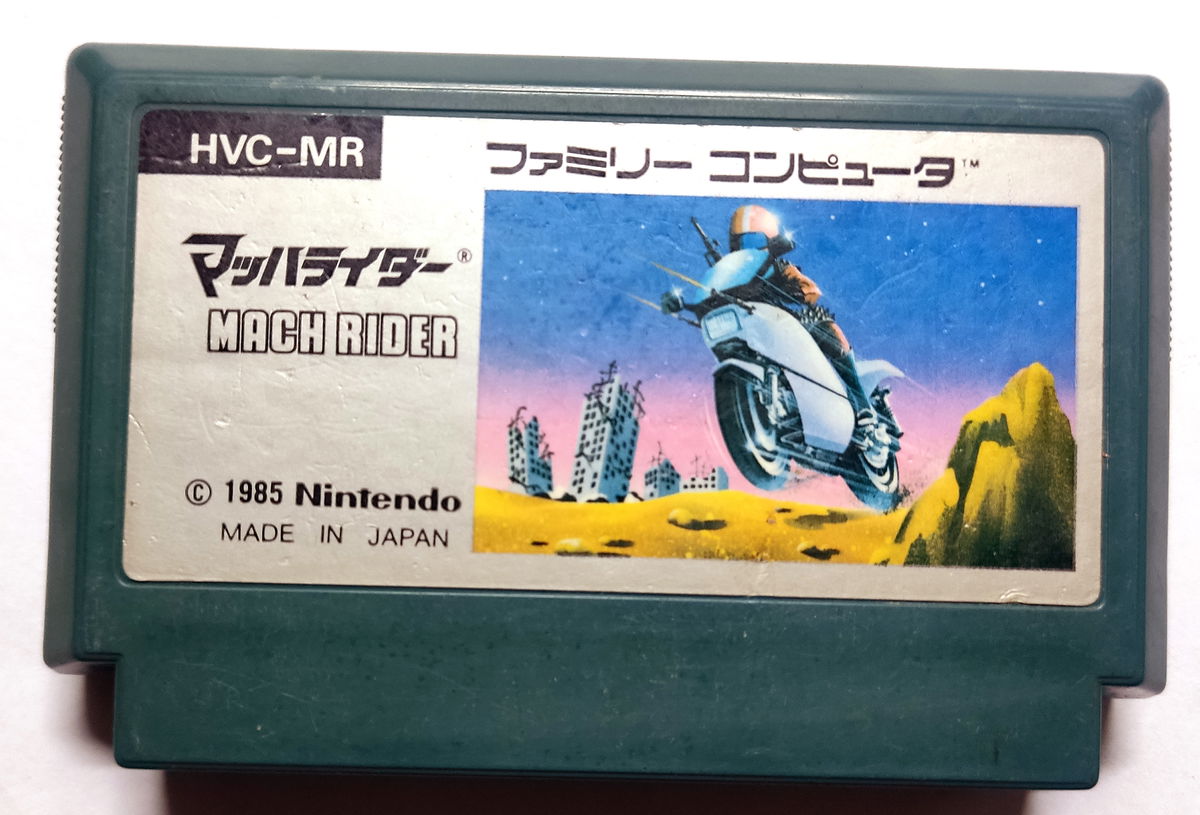 HVC-MR
ファミリー コンピュータ™
マッハライダー®
MACH RIDER
© 1985 Nintendo
MADE IN JAPAN